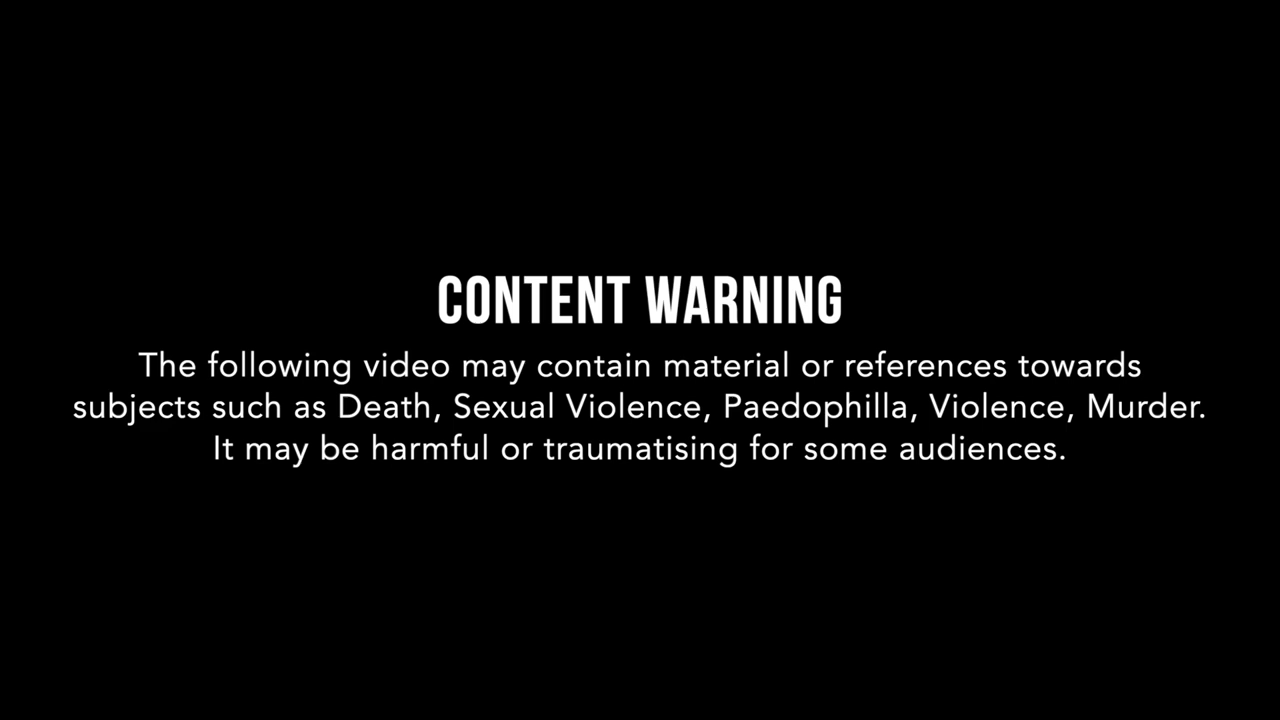 CONTENT WARNING
The following video may contain material or references towards
subjects such as Death, Sexual Violence, Paedophilla, Violence, Murder.
It may be harmful or traumatising for some audiences.